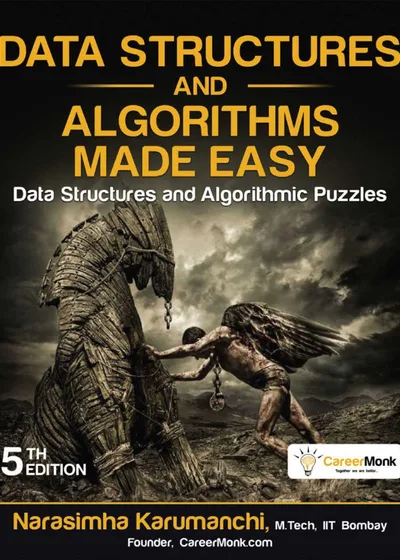 DATA STRUCTURES
AND
ALGORITHMS
MADE EASY
Data Structures and Algorithmic Puzzles
5TH
EDITION
CareerMonk
Together we are better..
Narasimha Karumanchi, M.Tech, IIT Bombay
Founder, CareerMonk.com